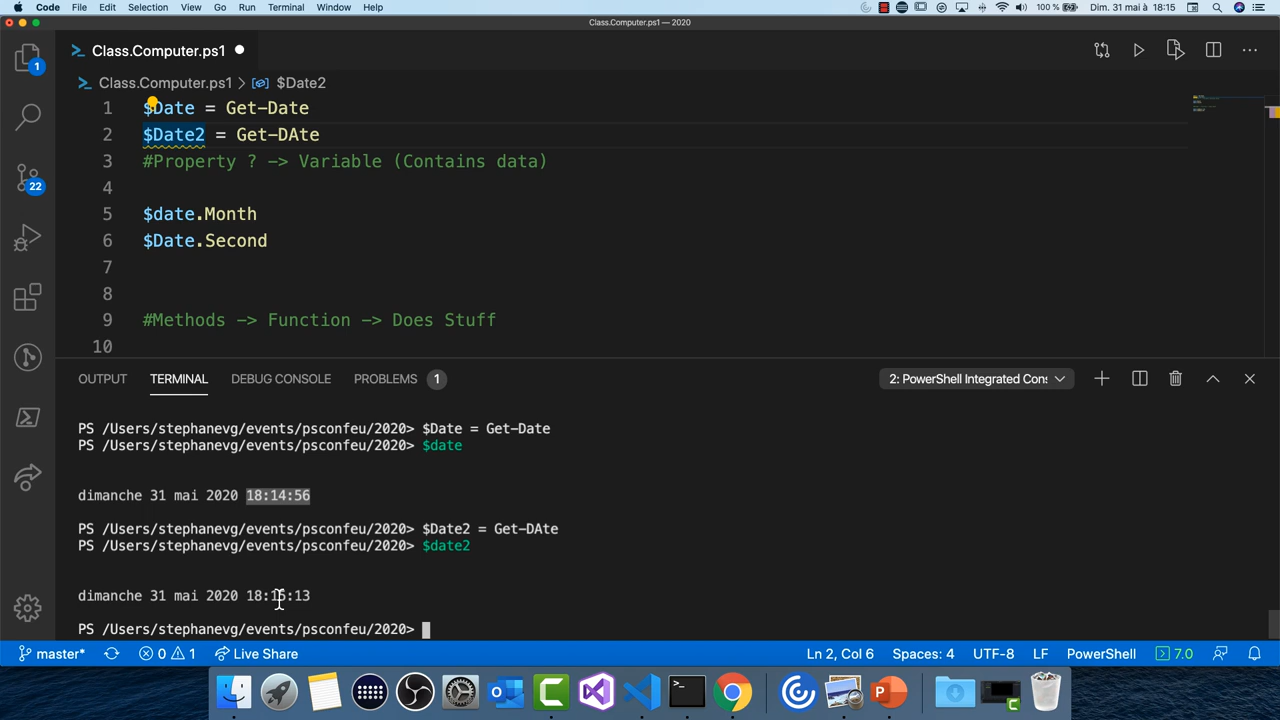 Code File Edit Selection View Go Run Terminal Window Help 100 % Dim. 31 mai à 18:15
Class.Computer.ps1 — 2020
1
Class.Computer.ps1
Class.Computer.ps1 > $Date2
1 $Date = Get-Date
2 $Date2 = Get-DAte
3 #Property ? -> Variable (Contains data)
4
5 $date.Month
6 $Date.Second
7
8
9 #Methods -> Function -> Does Stuff
10
22
OUTPUT TERMINAL DEBUG CONSOLE PROBLEMS 1 2: PowerShell Integrated Cons
PS /Users/stephanevg/events/psconfeu/2020> $Date = Get-Date
PS /Users/stephanevg/events/psconfeu/2020> $date
dimanche 31 mai 2020 18:14:56
PS /Users/stephanevg/events/psconfeu/2020> $Date2 = Get-DAte
PS /Users/stephanevg/events/psconfeu/2020> $date2
dimanche 31 mai 2020 18:15:13
PS /Users/stephanevg/events/psconfeu/2020>
master* 0 1 Live Share Ln 2, Col 6 Spaces: 4 UTF-8 LF PowerShell 7.0